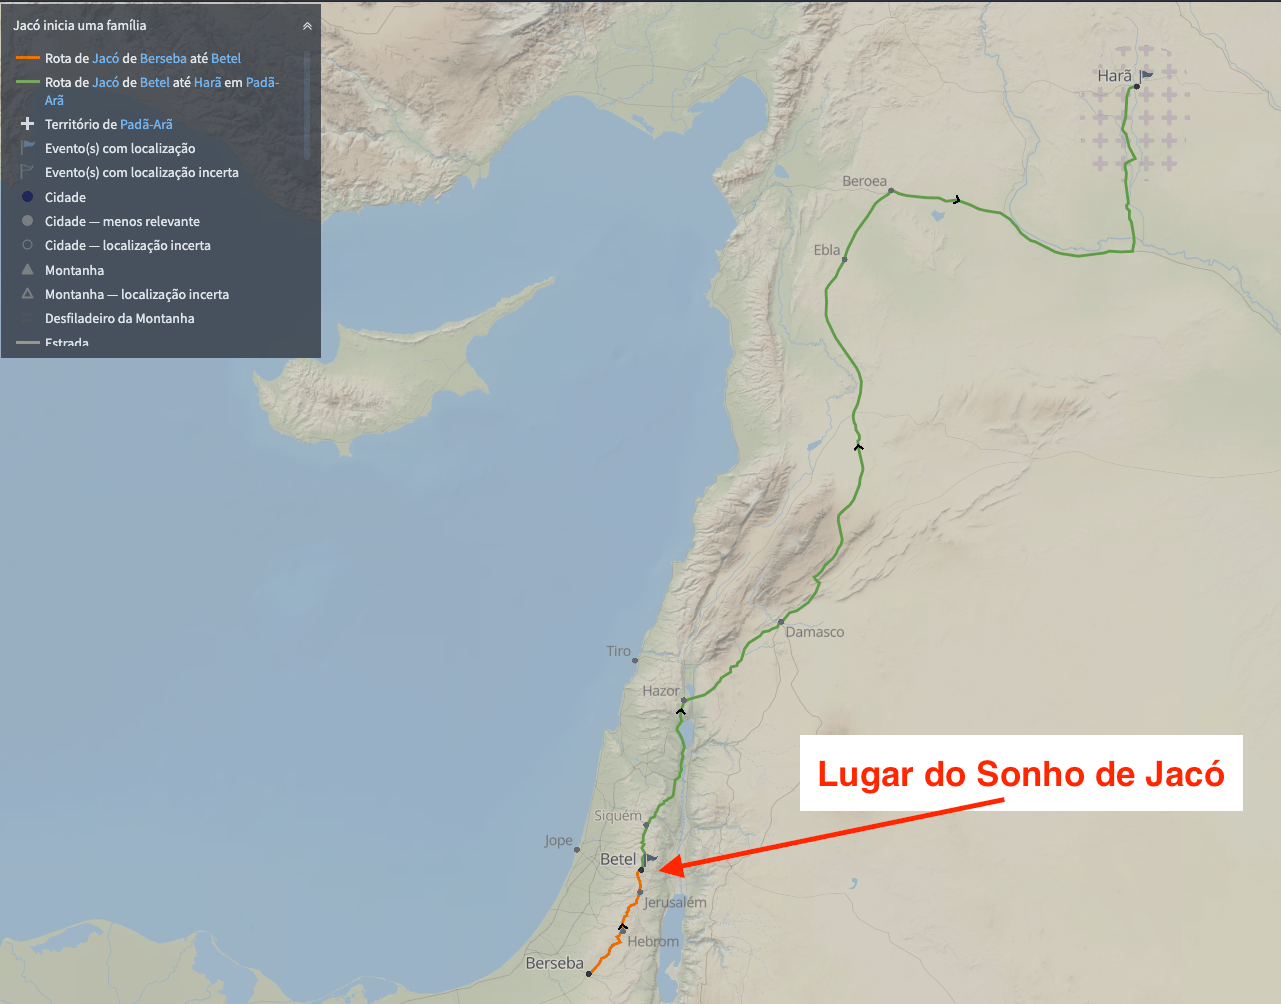 Jacó inicia uma família
Rota de Jacó de Berseba até Betel
Rota de Jacó de Betel até Harã em Padã-
Arã
Território de Padã-Arã
Evento(s) com localização
Evento(s) com localização incerta
Cidade
Cidade — menos relevante
Cidade — localização incerta
Montanha
Montanha — localização incerta
Desfiladeiro da Montanha
Estrada
Harã
Beroea
Ebla
Damasco
Tiro
Hazor
Lugar do Sonho de Jacó
Siquém
Jope
Betel
Jerusalém
Hebrom
Berseba